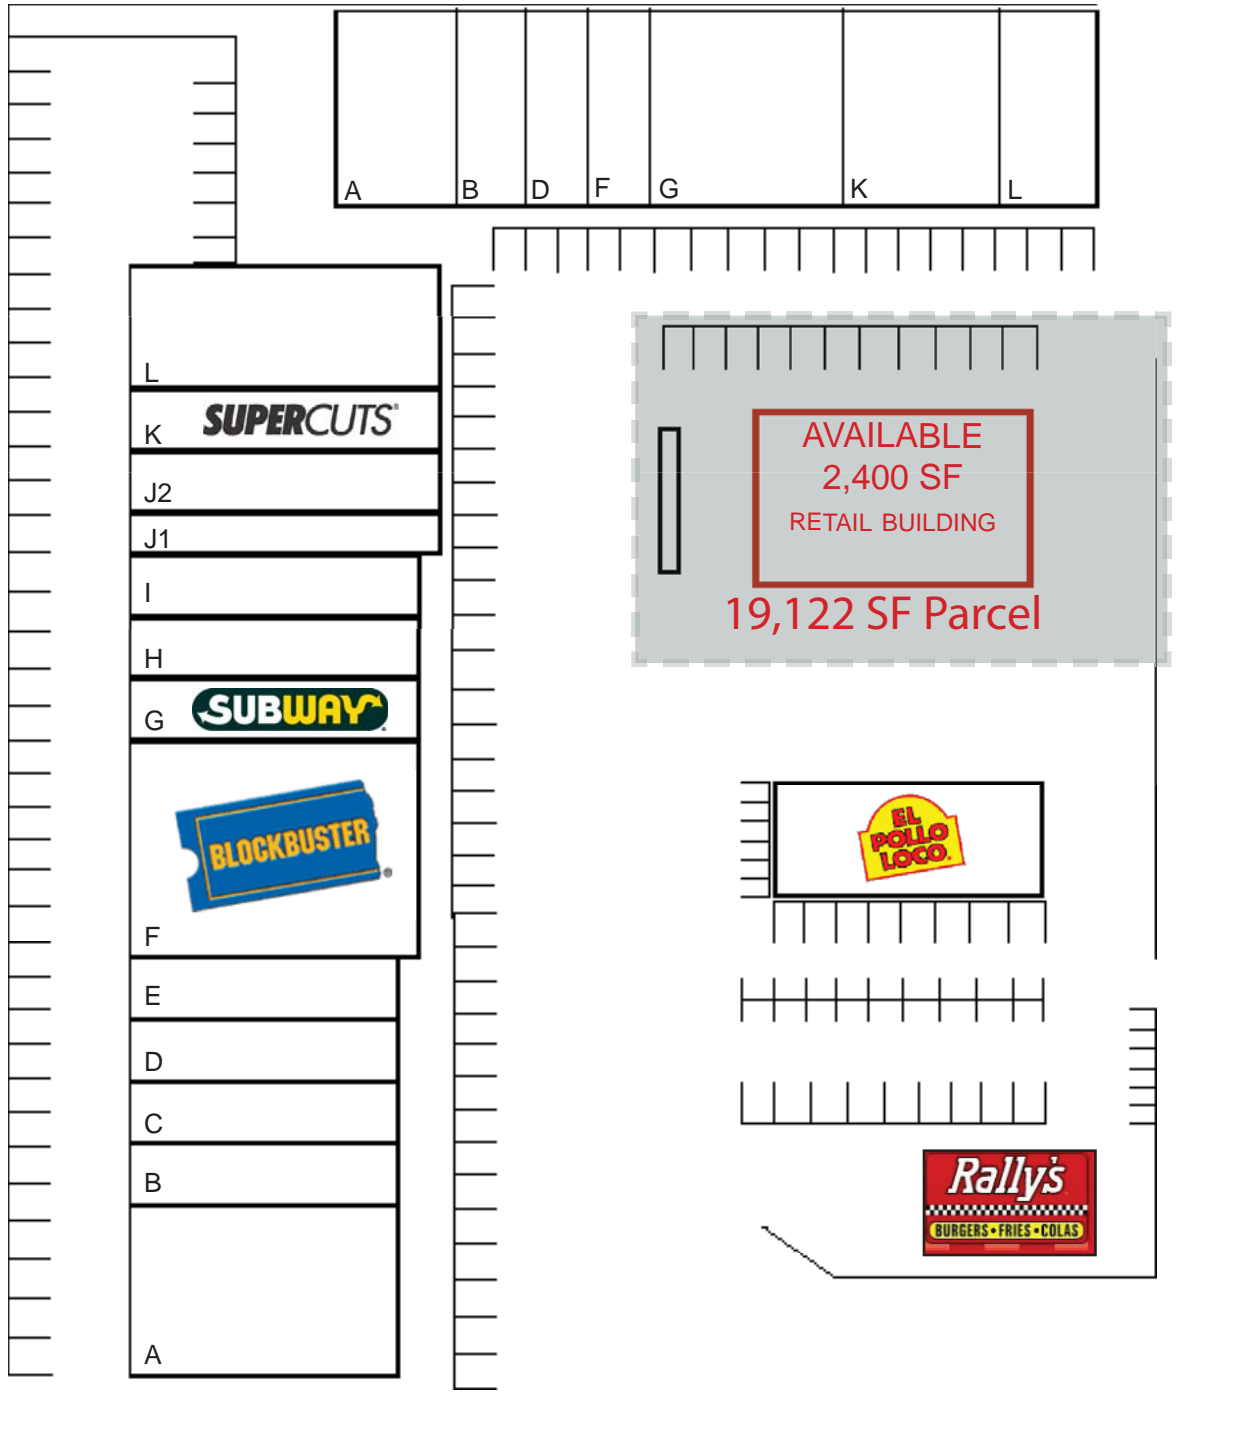 A B D F G K L
L
K SUPERCUTS®
J2
J1
I
H
G SUBWAY
BLOCKBUSTER®
F
E
D
C
B
A
AVAILABLE
2,400 SF
RETAIL BUILDING
19,122 SF Parcel
EL
POLLO
LOCO
Rally's
BURGERS • FRIES • COLAS